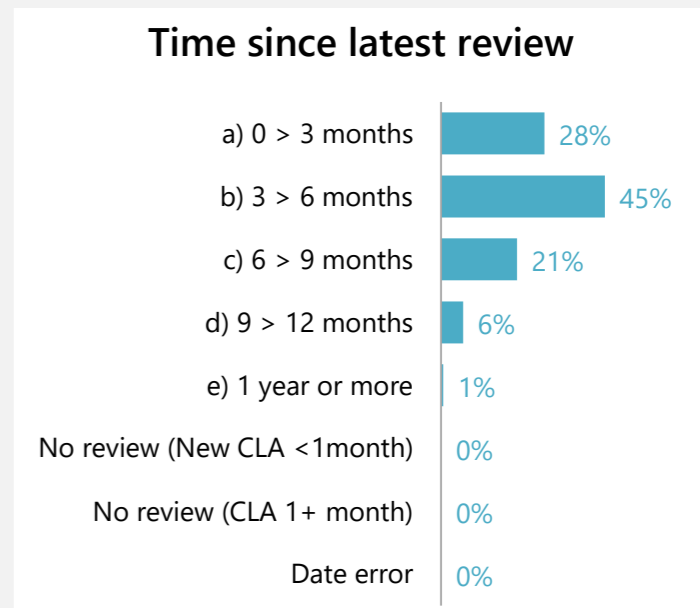 Time since latest review
a) 0 > 3 months 28%
b) 3 > 6 months 45%
c) 6 > 9 months 21%
d) 9 > 12 months 6%
e) 1 year or more 1%
No review (New CLA <1month) 0%
No review (CLA 1+ month) 0%
Date error 0%